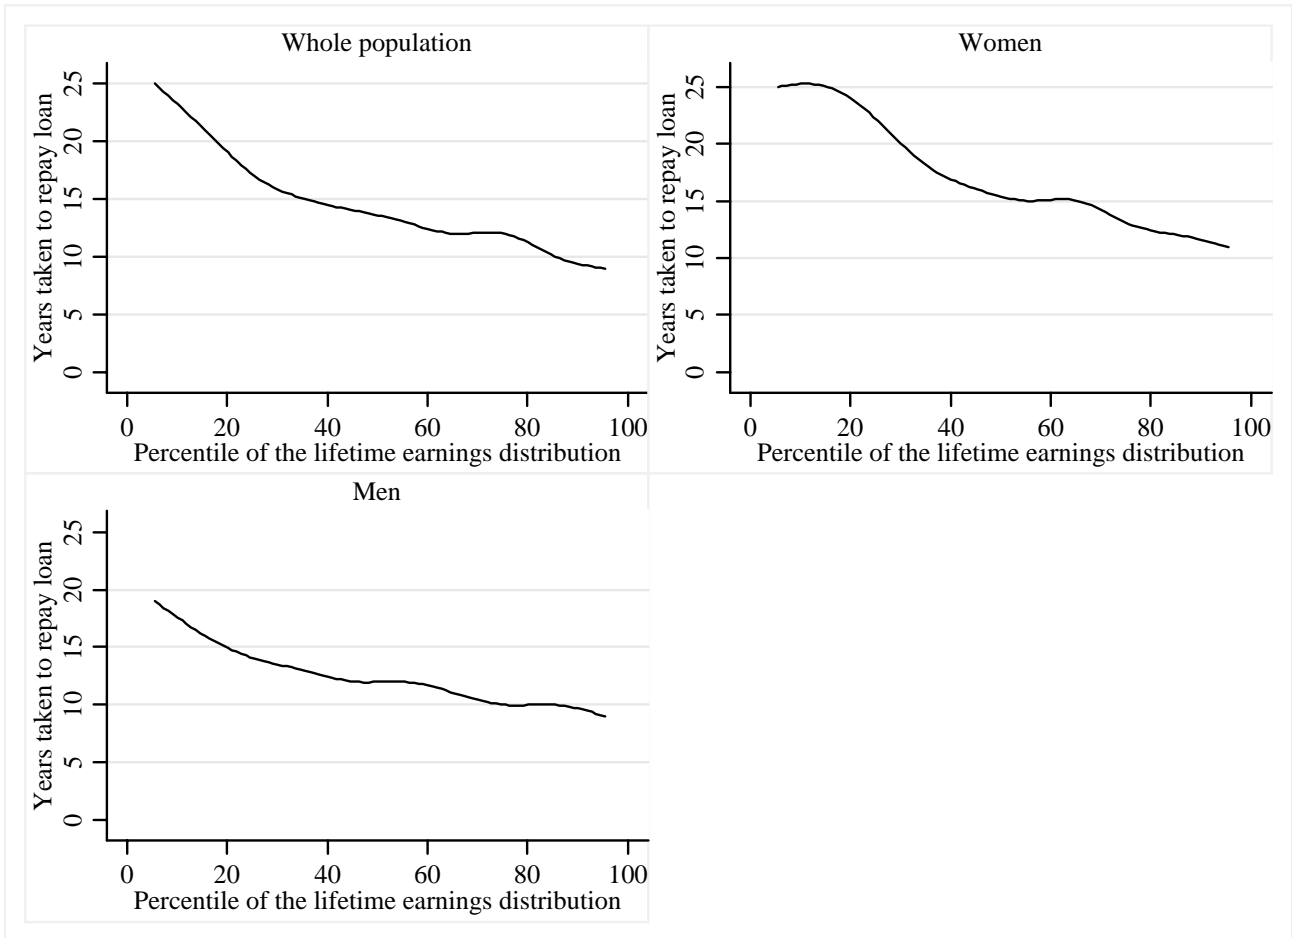 Whole population
Years taken to repay loan
25
20
15
10
5
0
0 20 40 60 80 100
Percentile of the lifetime earnings distribution
Women
Years taken to repay loan
25
20
15
10
5
0
0 20 40 60 80 100
Percentile of the lifetime earnings distribution
Men
Years taken to repay loan
25
20
15
10
5
0
0 20 40 60 80 100
Percentile of the lifetime earnings distribution